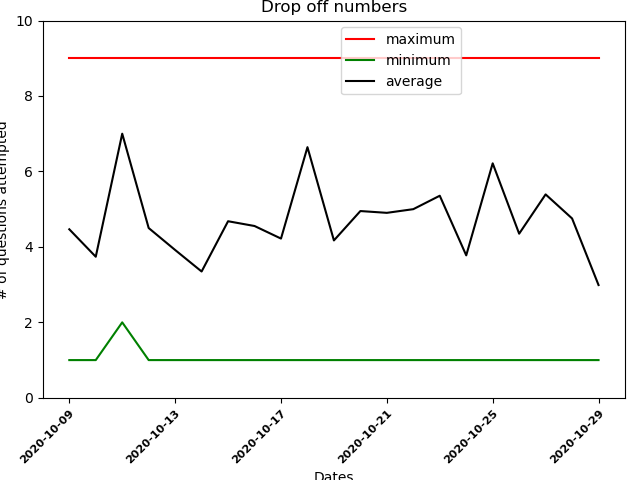 Drop off numbers
# of questions attempted
10
8
6
4
2
0
maximum
minimum
average
2020-10-09
2020-10-13
2020-10-17
2020-10-21
2020-10-25
2020-10-29
Dates